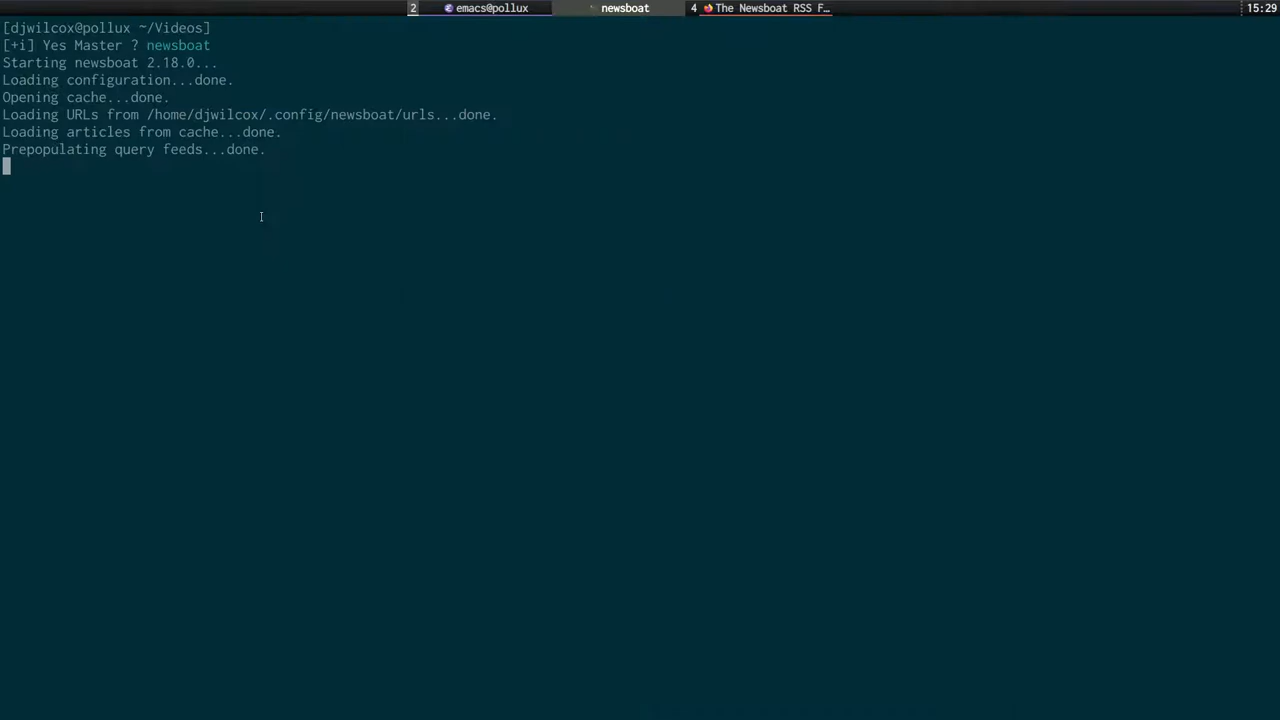 2 emacs@pollux newsboat 4 The Newsboat RSS F… 15:29
[djwilcox@pollux ~/Videos]
[+i] Yes Master ? newsboat
Starting newsboat 2.18.0...
Loading configuration...done.
Opening cache...done.
Loading URLs from /home/djwilcox/.config/newsboat/urls...done.
Loading articles from cache...done.
Prepopulating query feeds...done.